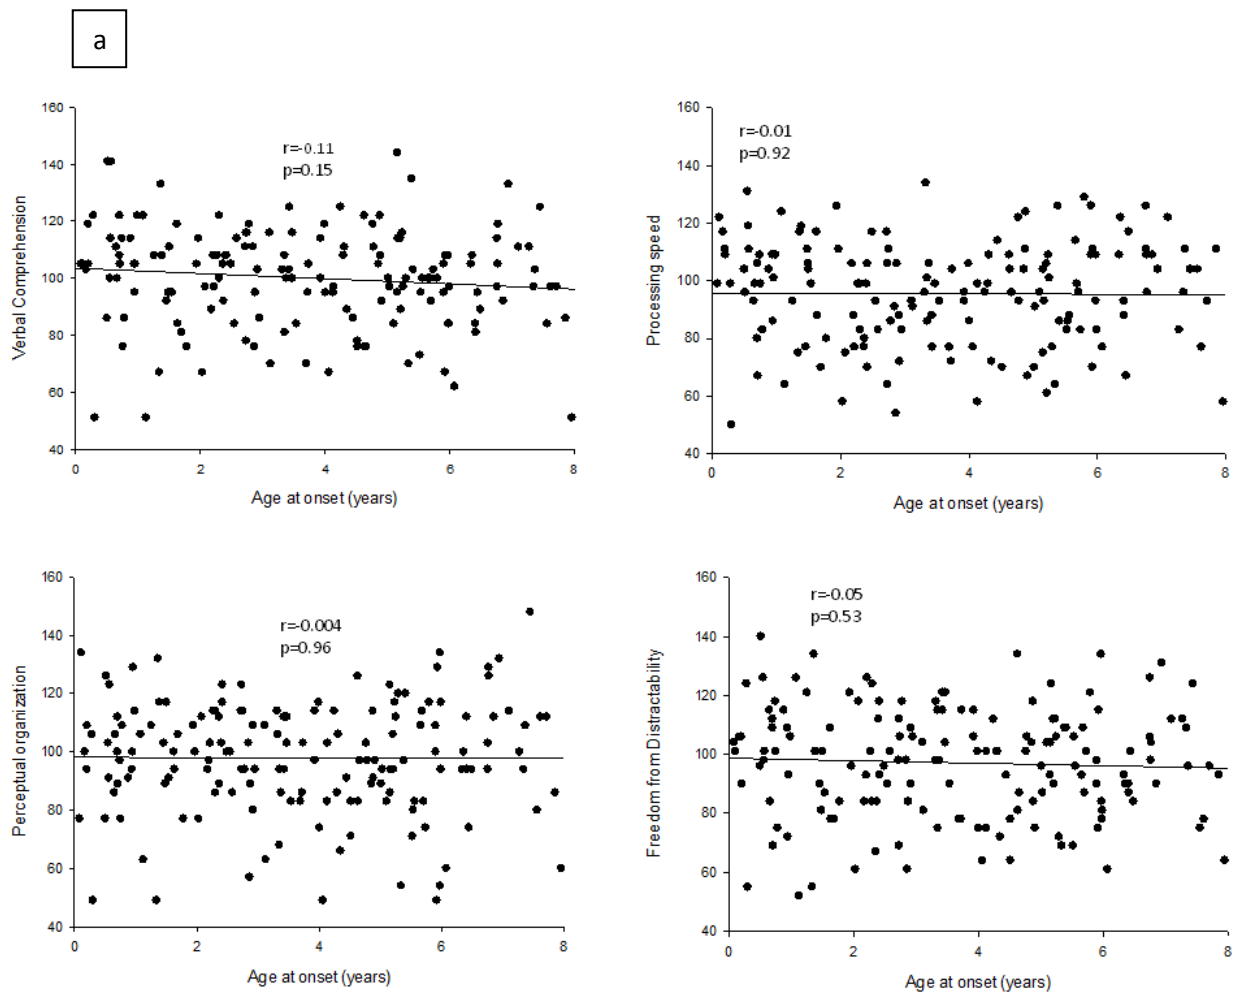 a
160
140
120
100
80
60
40
Verbal Comprehension
r=-0.11
p=0.15
0 2 4 6 8
Age at onset (years)
160
140
120
100
80
60
40
Processing speed
r=-0.01
p=0.92
0 2 4 6 8
Age at onset (years)
160
140
120
100
80
60
40
Perceptual organization
r=-0.004
p=0.96
0 2 4 6 8
Age at onset (years)
160
140
120
100
80
60
40
Freedom from Distractability
r=-0.05
p=0.53
0 2 4 6 8
Age at onset (years)